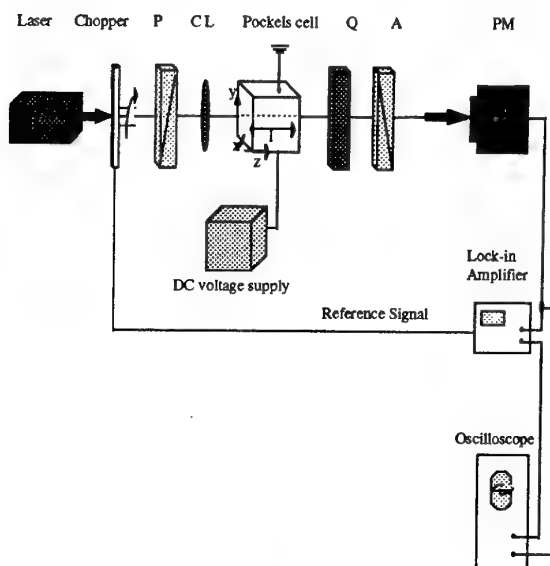 Laser Chopper P C L Pockels cell Q A PM
y
x
z
DC voltage supply
Lock-in
Amplifier
Reference Signal
Oscilloscope